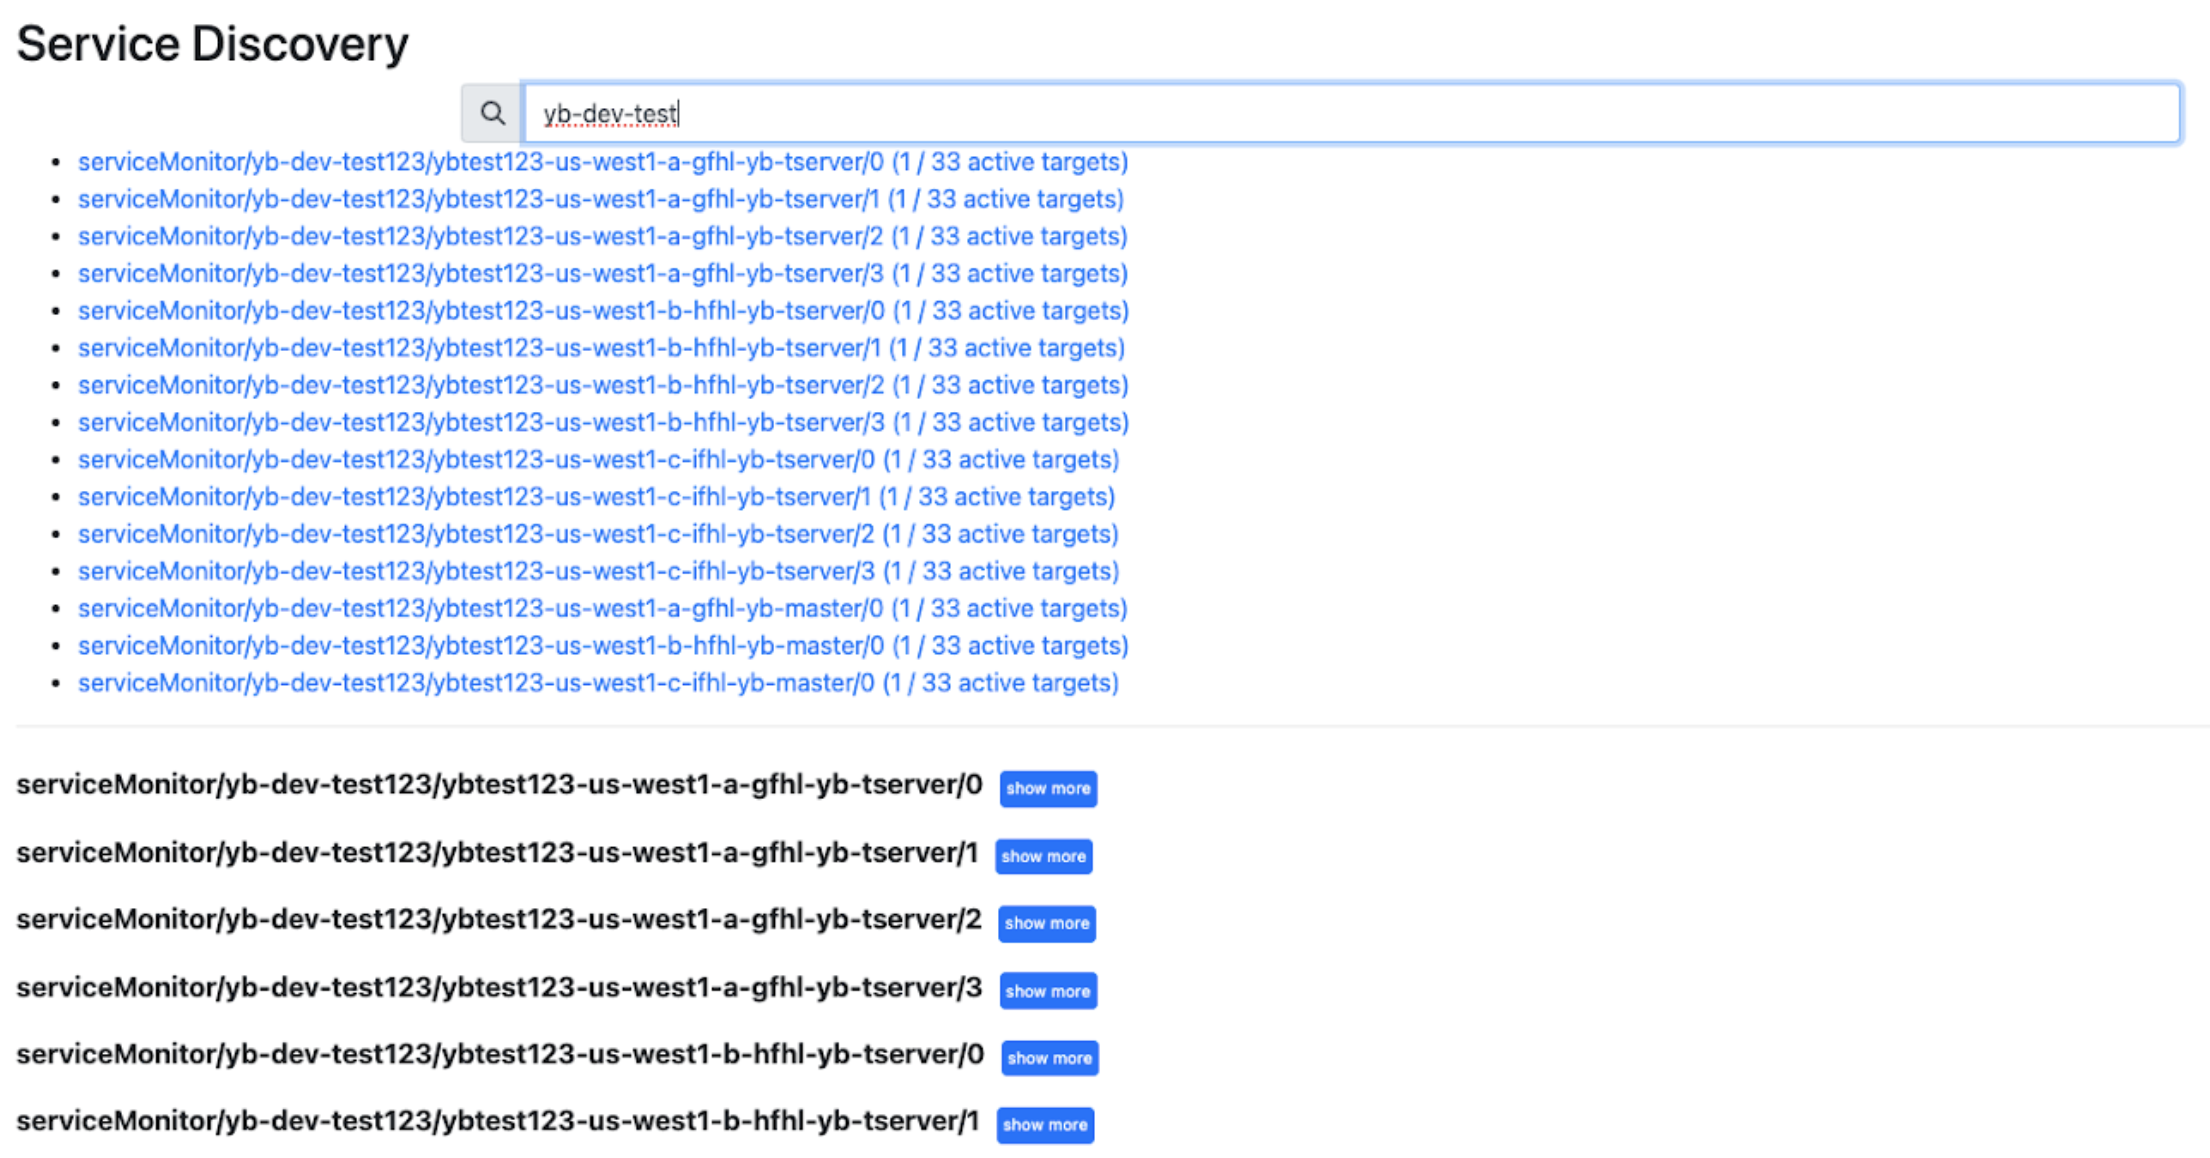 Service Discovery
yb-dev-test
serviceMonitor/yb-dev-test123/ybtest123-us-west1-a-gfhl-yb-tserver/0 (1 / 33 active targets)
serviceMonitor/yb-dev-test123/ybtest123-us-west1-a-gfhl-yb-tserver/1 (1 / 33 active targets)
serviceMonitor/yb-dev-test123/ybtest123-us-west1-a-gfhl-yb-tserver/2 (1 / 33 active targets)
serviceMonitor/yb-dev-test123/ybtest123-us-west1-a-gfhl-yb-tserver/3 (1 / 33 active targets)
serviceMonitor/yb-dev-test123/ybtest123-us-west1-b-hfhl-yb-tserver/0 (1 / 33 active targets)
serviceMonitor/yb-dev-test123/ybtest123-us-west1-b-hfhl-yb-tserver/1 (1 / 33 active targets)
serviceMonitor/yb-dev-test123/ybtest123-us-west1-b-hfhl-yb-tserver/2 (1 / 33 active targets)
serviceMonitor/yb-dev-test123/ybtest123-us-west1-b-hfhl-yb-tserver/3 (1 / 33 active targets)
serviceMonitor/yb-dev-test123/ybtest123-us-west1-c-ifhl-yb-tserver/0 (1 / 33 active targets)
serviceMonitor/yb-dev-test123/ybtest123-us-west1-c-ifhl-yb-tserver/1 (1 / 33 active targets)
serviceMonitor/yb-dev-test123/ybtest123-us-west1-c-ifhl-yb-tserver/2 (1 / 33 active targets)
serviceMonitor/yb-dev-test123/ybtest123-us-west1-c-ifhl-yb-tserver/3 (1 / 33 active targets)
serviceMonitor/yb-dev-test123/ybtest123-us-west1-a-gfhl-yb-master/0 (1 / 33 active targets)
serviceMonitor/yb-dev-test123/ybtest123-us-west1-b-hfhl-yb-master/0 (1 / 33 active targets)
serviceMonitor/yb-dev-test123/ybtest123-us-west1-c-ifhl-yb-master/0 (1 / 33 active targets)
serviceMonitor/yb-dev-test123/ybtest123-us-west1-a-gfhl-yb-tserver/0 show more
serviceMonitor/yb-dev-test123/ybtest123-us-west1-a-gfhl-yb-tserver/1 show more
serviceMonitor/yb-dev-test123/ybtest123-us-west1-a-gfhl-yb-tserver/2 show more
serviceMonitor/yb-dev-test123/ybtest123-us-west1-a-gfhl-yb-tserver/3 show more
serviceMonitor/yb-dev-test123/ybtest123-us-west1-b-hfhl-yb-tserver/0 show more
serviceMonitor/yb-dev-test123/ybtest123-us-west1-b-hfhl-yb-tserver/1 show more